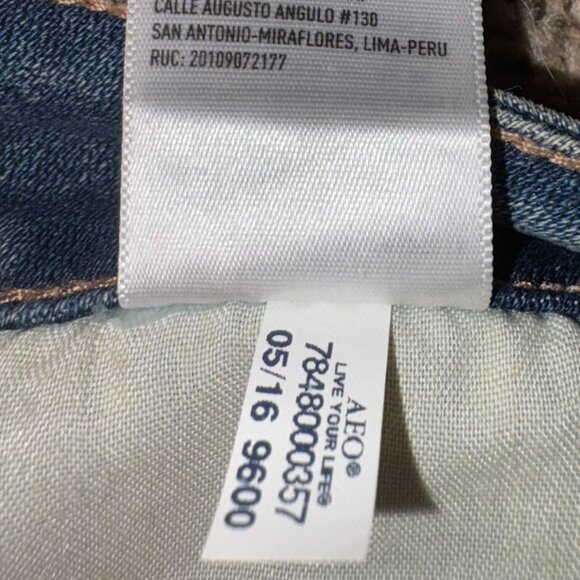 CALLE AUGUSTO ANGULO #130
SAN ANTONIO-MIRAFLORES, LIMA-PERU
RUC: 20109072177
AEO®
LIVE YOUR LIFE®
7848000357
05/16 9600